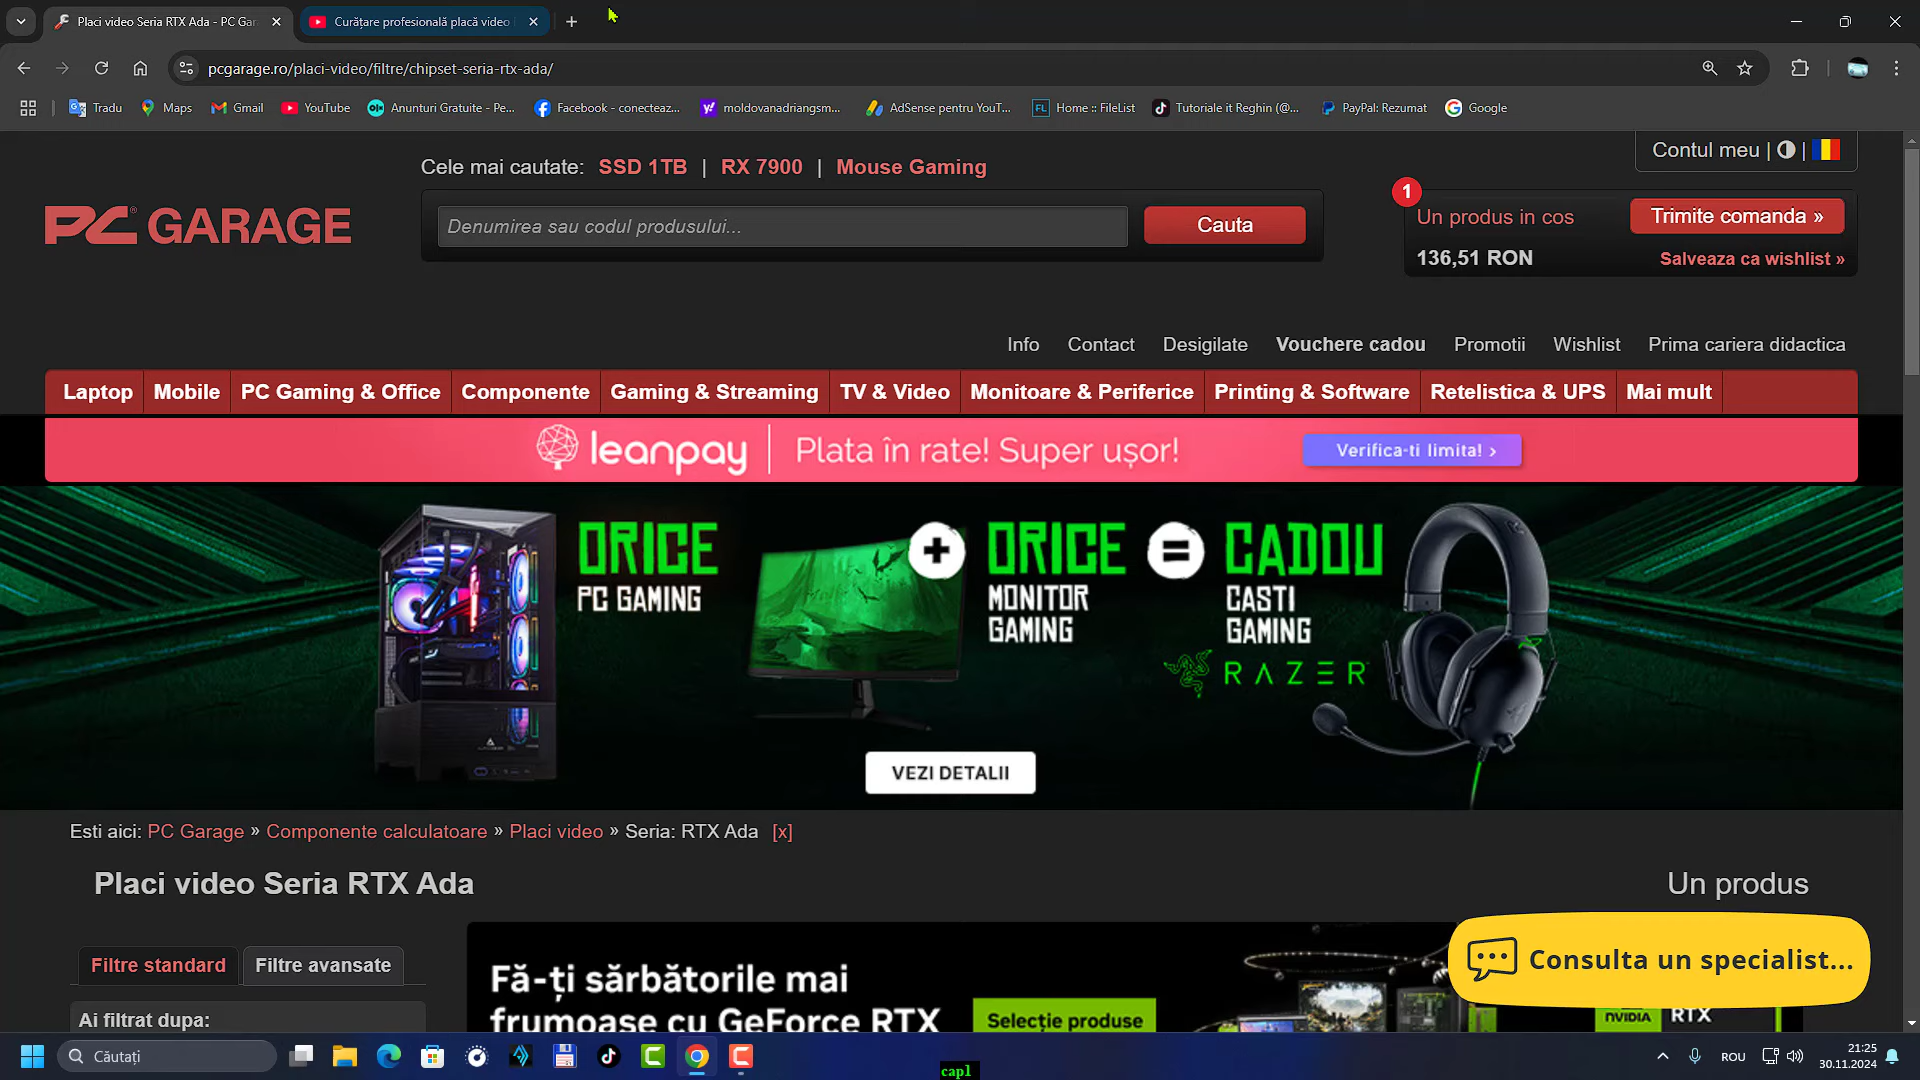 Placi video Seria RTX Ada - PC Gar
Curățare profesională placă video
pcgarage.ro/placi-video/filtre/chipset-seria-rtx-ada/
Tradu
Maps
Gmail
YouTube
Anunturi Gratuite - Pe...
Facebook - conecteaz...
moldovanadriangsm...
AdSense pentru YouT...
Home :: FileList
Tutoriale it Reghin (@...
PayPal: Rezumat
Google
Cele mai cautate: SSD 1TB | RX 7900 | Mouse Gaming
Contul meu | |
PC GARAGE
Denumirea sau codul produsului...
Cauta
1
Un produs in cos
Trimite comanda »
136,51 RON
Salveaza ca wishlist »
Info
Contact
Desigilate
Vouchere cadou
Promotii
Wishlist
Prima cariera didactica
Laptop
Mobile
PC Gaming & Office
Componente
Gaming & Streaming
TV & Video
Monitoare & Periferice
Printing & Software
Retelistica & UPS
Mai mult
leanpay | Plata în rate! Super ușor!
Verifica-ti limita! ›
ORICE
PC GAMING
+
ORICE
MONITOR
GAMING
=
CADOU
CASTI
GAMING
RAZER
VEZI DETALII
Esti aici: PC Garage » Componente calculatoare » Placi video » Seria: RTX Ada [x]
Placi video Seria RTX Ada
Un produs
Filtre standard
Filtre avansate
Ai filtrat dupa:
Fă-ți sărbătorile mai
frumoase cu GeForce RTX
Selecție produse
NVIDIA
RTX
Consulta un specialist...
Căutați
capl
ROU
21:25
30.11.2024